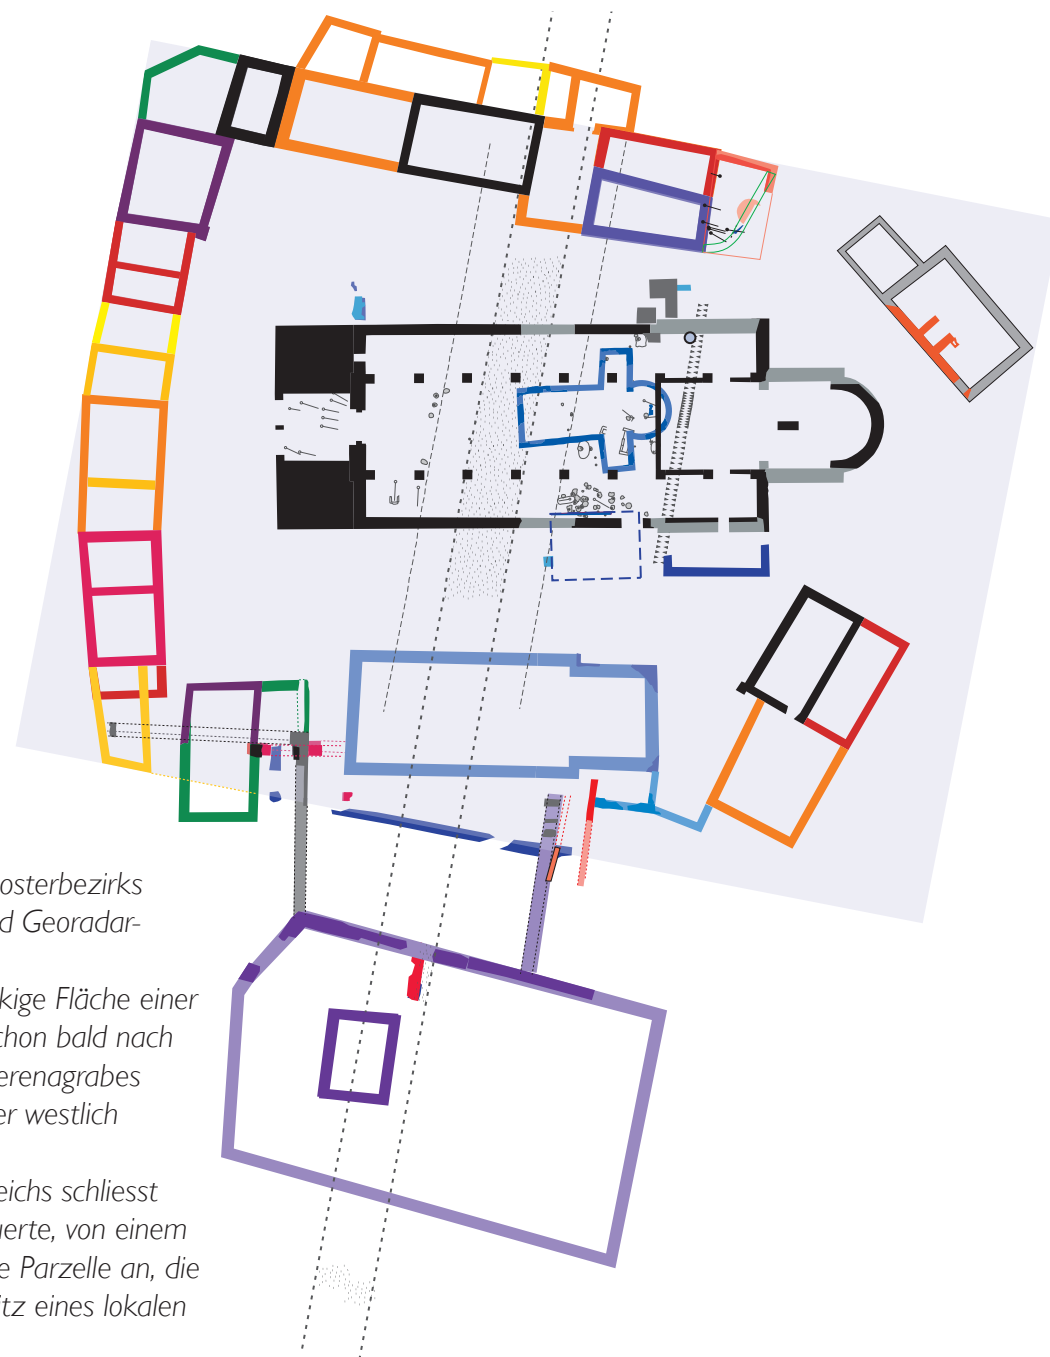 osterbezirks
d Georadar-
kige Fläche einer
chon bald nach
erenagrabes
er westlich
eichs schliesst
uerte, von einem
e Parzelle an, die
itz eines lokalen